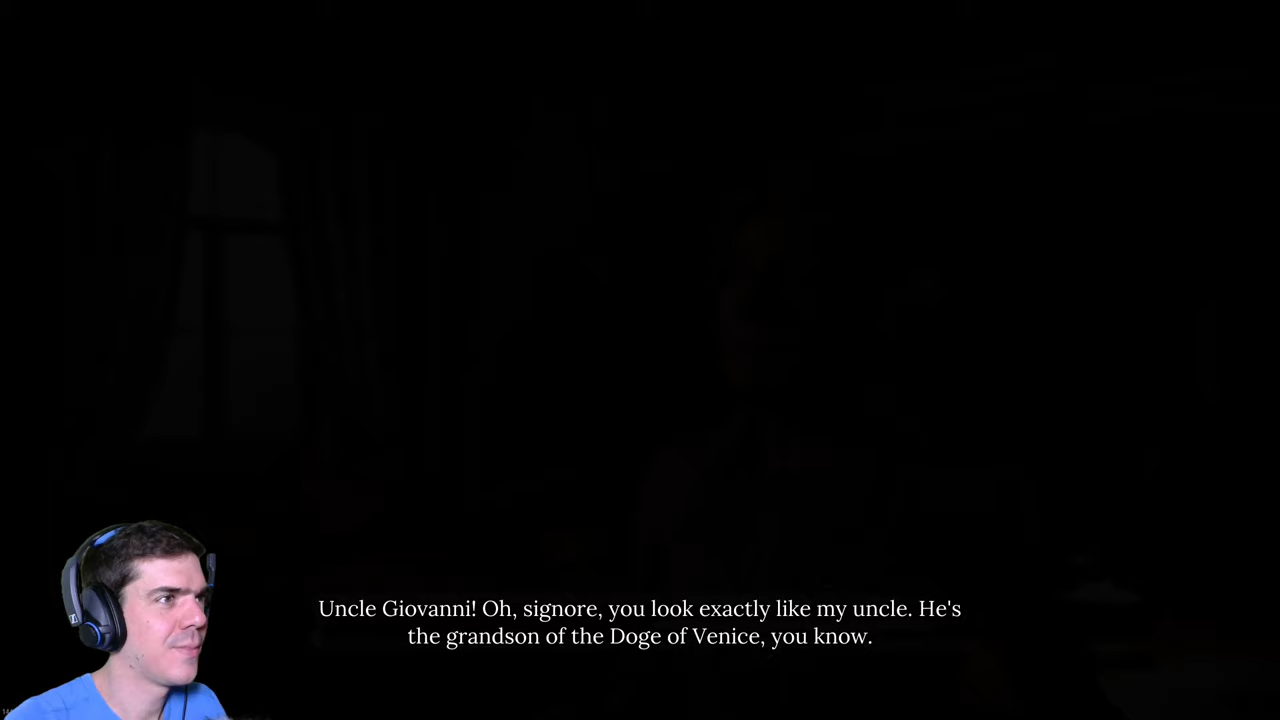 Uncle Giovanni! Oh, signore, you look exactly like my uncle. He's
the grandson of the Doge of Venice, you know.